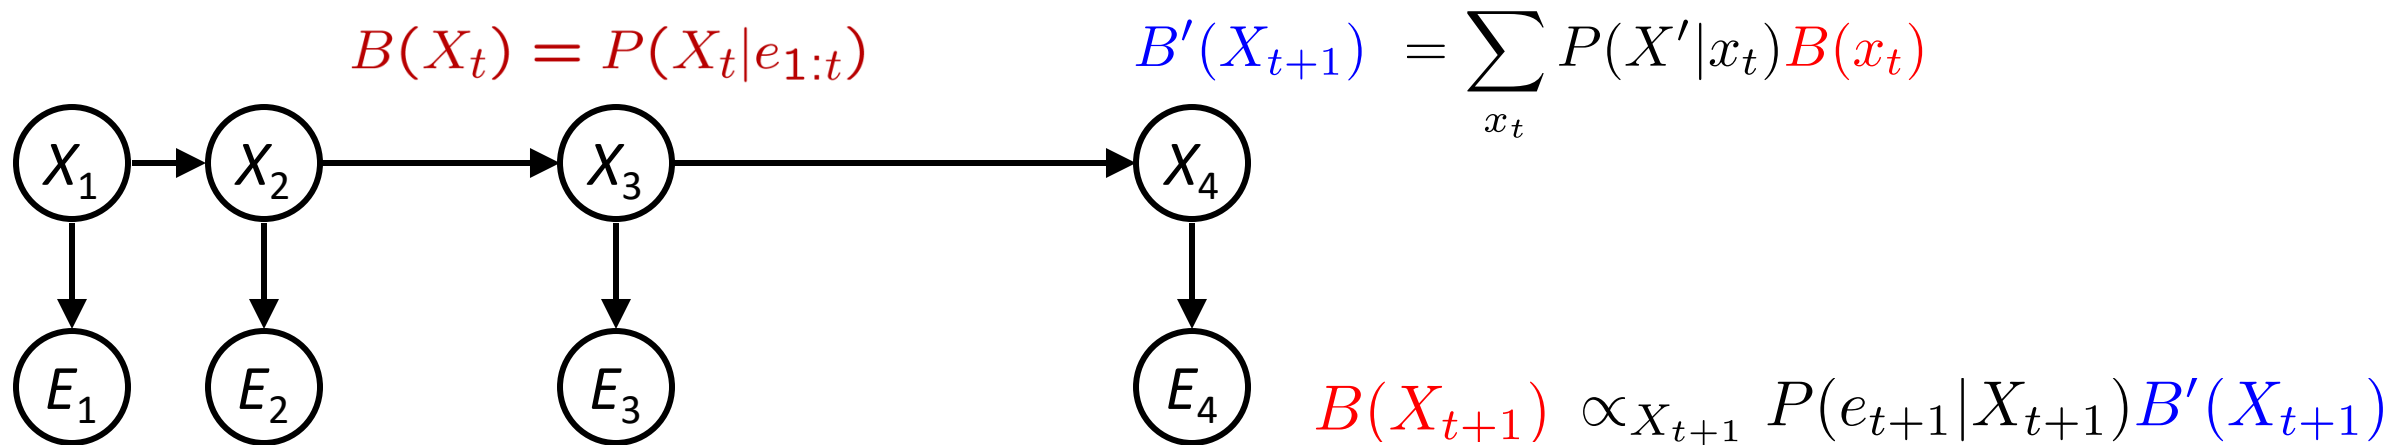 B(X_t) = P(X_t|e_{1:t})
B'(X_{t+1}) = \sum_{x_t} P(X'|x_t)B(x_t)
X_1 X_2 X_3 X_4
E_1 E_2 E_3 E_4
B(X_{t+1}) ∝_{X_{t+1}} P(e_{t+1}|X_{t+1})B'(X_{t+1})